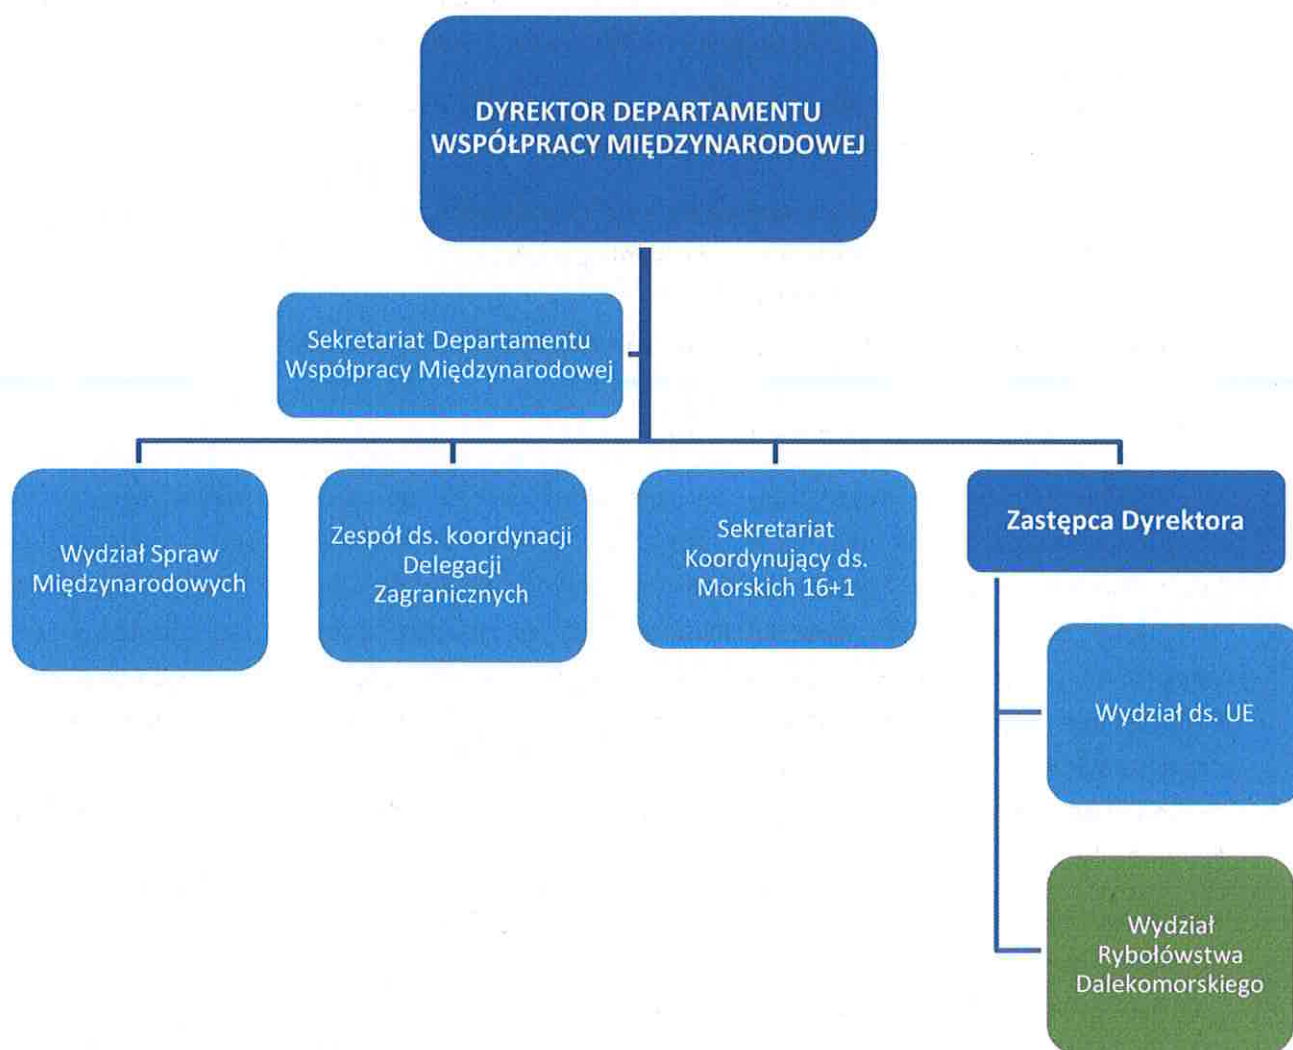 DYREKTOR DEPARTAMENTU
WSPÓŁPRACY MIĘDZYNARODOWEJ
Sekretariat Departamentu
Współpracy Międzynarodowej
Wydział Spraw
Międzynarodowych
Zespół ds. koordynacji
Delegacji
Zagranicznych
Sekretariat
Koordynujący ds.
Morskich 16+1
Zastępca Dyrektora
Wydział ds. UE
Wydział
Rybołówstwa
Dalekomorskiego